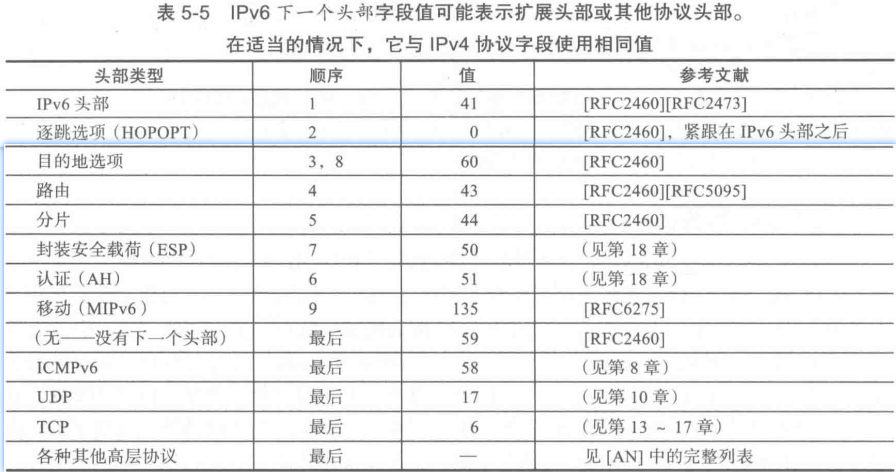 表 5-5 IPv6 下一个头部字段值可能表示扩展头部或其他协议头部。
在适当的情况下，它与 IPv4 协议字段使用相同值
头部类型 顺序 值 参考文献
IPv6 头部 1 41 [RFC2460][RFC2473]
逐跳选项（HOPOPT） 2 0 [RFC2460]，紧跟在 IPv6 头部之后
目的地选项 3，8 60 [RFC2460]
路由 4 43 [RFC2460][RFC5095]
分片 5 44 [RFC2460]
封装安全载荷（ESP） 7 50 （见第 18 章）
认证（AH） 6 51 （见第 18 章）
移动（MIPv6） 9 135 [RFC6275]
（无——没有下一个头部） 最后 59 [RFC2460]
ICMPv6 最后 58 （见第 8 章）
UDP 最后 17 （见第 10 章）
TCP 最后 6 （见第 13 ~ 17 章）
各种其他高层协议 最后 — 见 [AN] 中的完整列表